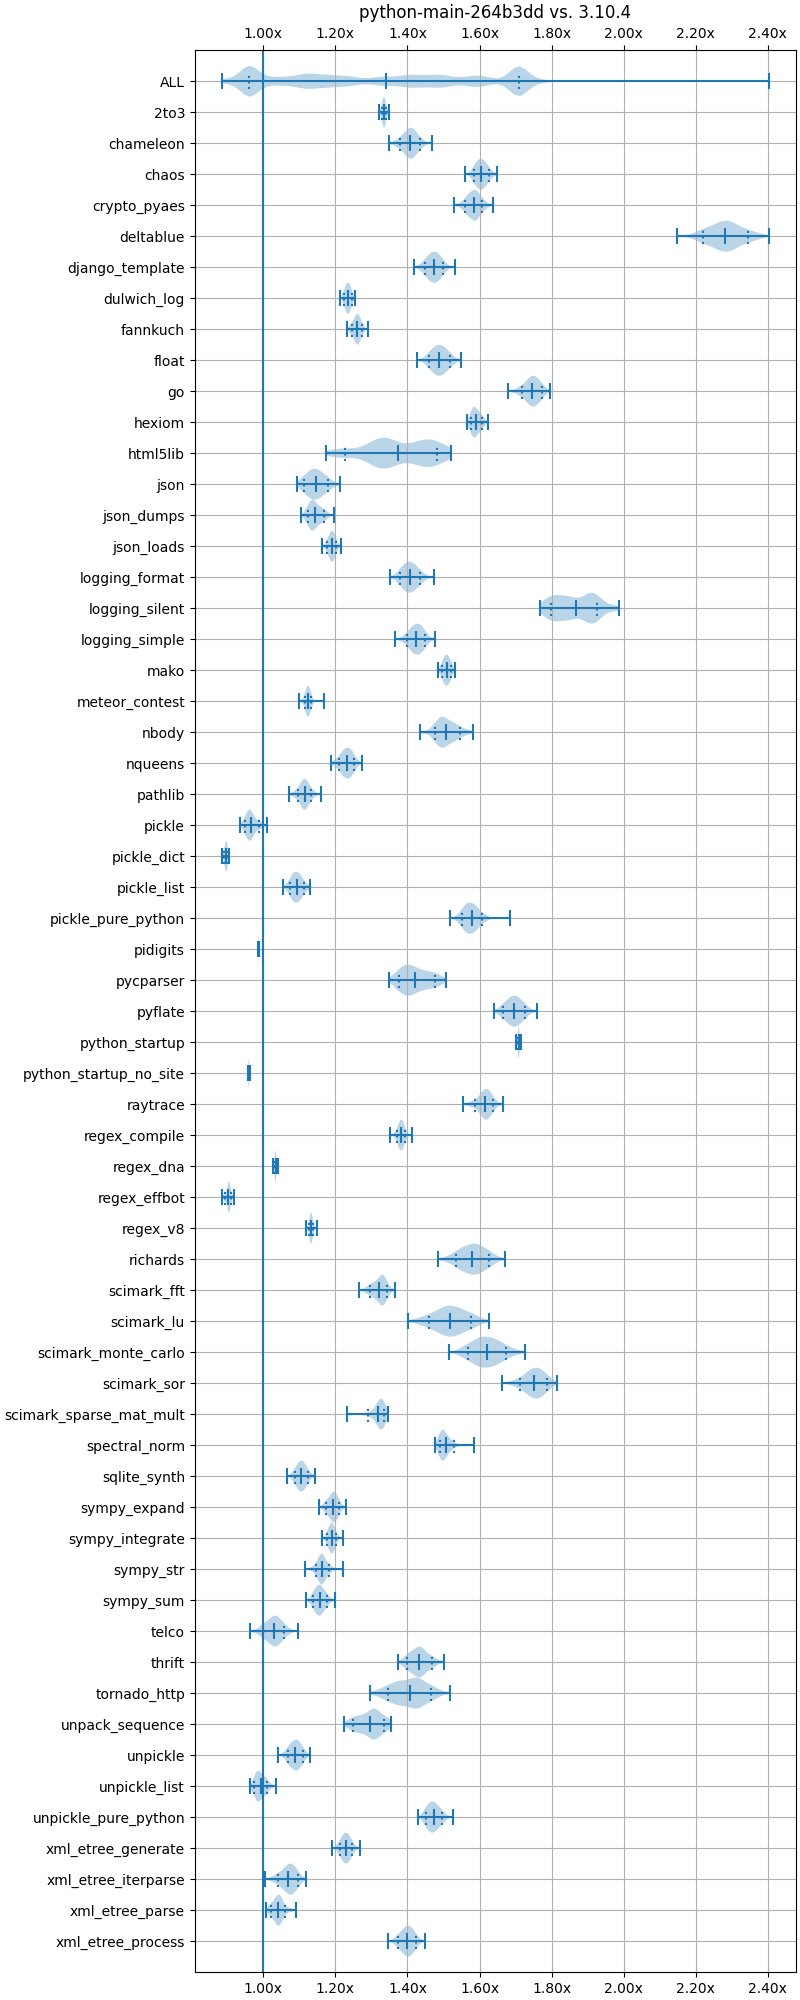 python-main-264b3dd vs. 3.10.4
1.00x 1.20x 1.40x 1.60x 1.80x 2.00x 2.20x 2.40x
ALL
2to3
chameleon
chaos
crypto_pyaes
deltablue
django_template
dulwich_log
fannkuch
float
go
hexiom
html5lib
json
json_dumps
json_loads
logging_format
logging_silent
logging_simple
mako
meteor_contest
nbody
nqueens
pathlib
pickle
pickle_dict
pickle_list
pickle_pure_python
pidigits
pycparser
pyflate
python_startup
python_startup_no_site
raytrace
regex_compile
regex_dna
regex_effbot
regex_v8
richards
scimark_fft
scimark_lu
scimark_monte_carlo
scimark_sor
scimark_sparse_mat_mult
spectral_norm
sqlite_synth
sympy_expand
sympy_integrate
sympy_str
sympy_sum
telco
thrift
tornado_http
unpack_sequence
unpickle
unpickle_list
unpickle_pure_python
xml_etree_generate
xml_etree_iterparse
xml_etree_parse
xml_etree_process
1.00x 1.20x 1.40x 1.60x 1.80x 2.00x 2.20x 2.40x